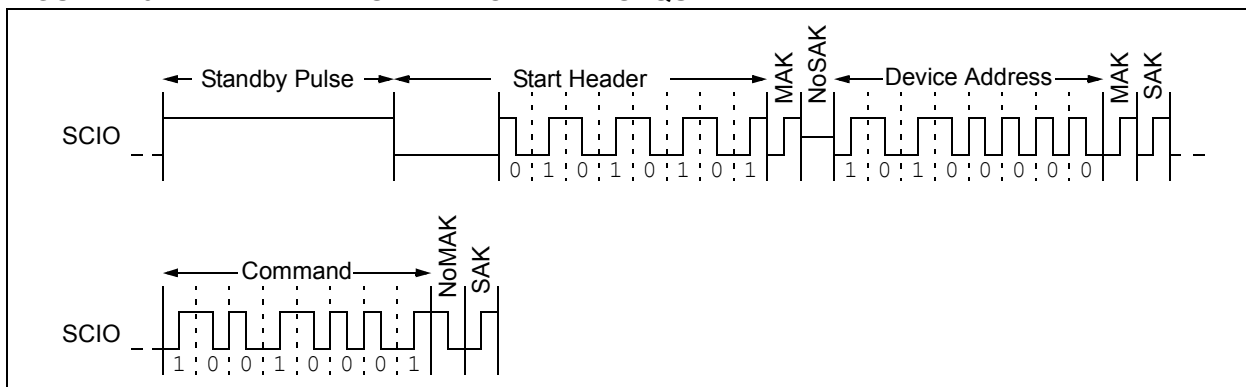 Standby Pulse Start Header MAK NoSAK Device Address MAK SAK
SCIO
0 1 0 1 0 1 0 1 1 0 1 0 0 0 0 0
Command NoMAK SAK
SCIO
1 0 0 1 0 0 0 1